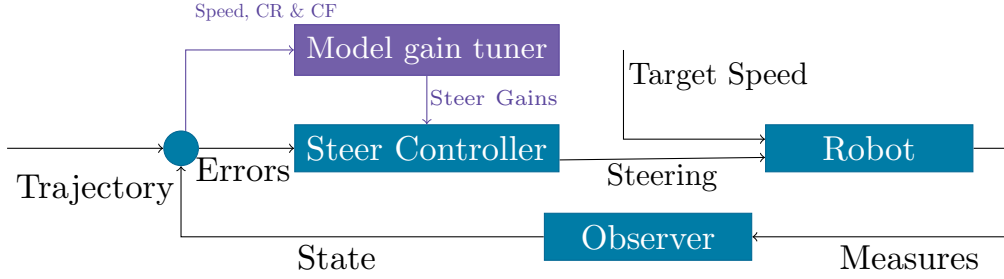 Speed, CR & CF
Model gain tuner
Target Speed
Steer Gains
Steer Controller
Robot
Trajectory
Errors
Steering
Observer
State
Measures